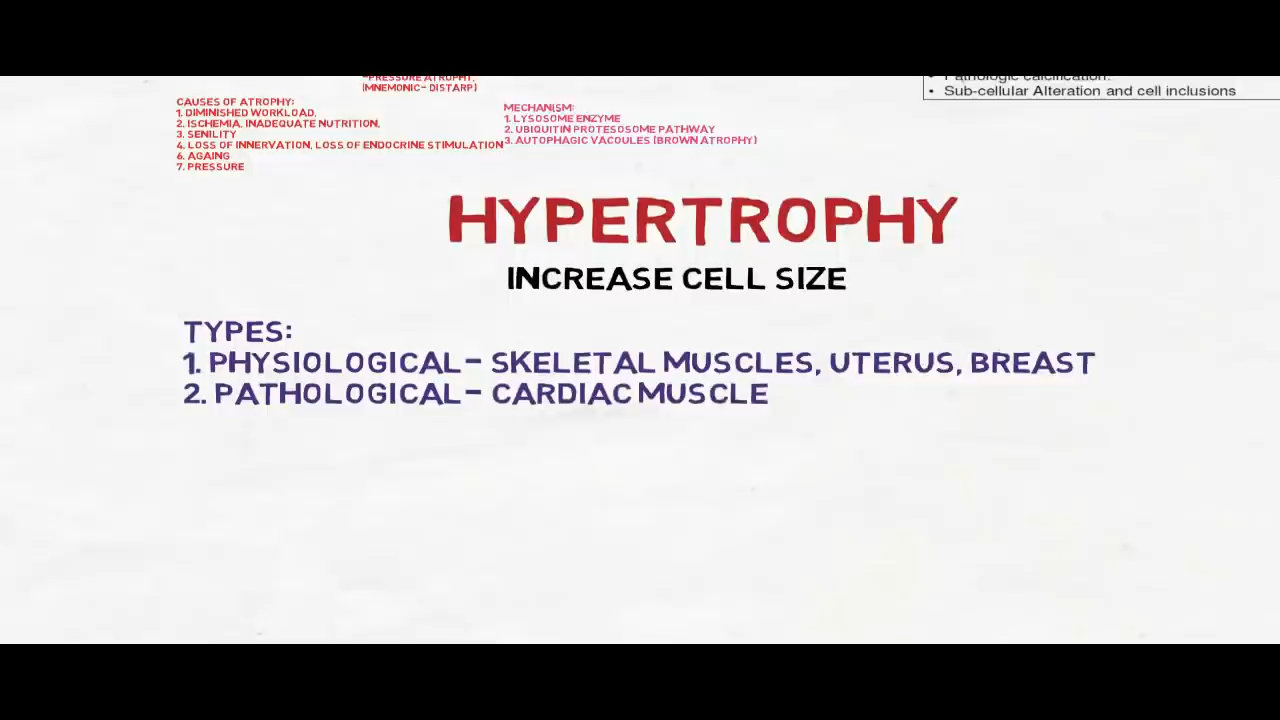 -PRESSURE ATROPHY,
(MNEMONIC- DISTARP)
CAUSES OF ATROPHY:
1. DIMINISHED WORKLOAD,
2. ISCHEMIA, INADEQUATE NUTRITION,
3. SENILITY
4. LOSS OF INNERVATION, LOSS OF ENDOCRINE STIMULATION
6. AGAING
7. PRESSURE
MECHANISM:
1. LYSOSOME ENZYME
2. UBIQUITIN PROTESOSOME PATHWAY
3. AUTOPHAGIC VACOULES (BROWN ATROPHY)
• Pathologic calcification.
• Sub-cellular Alteration and cell inclusions
HYPERTROPHY
INCREASE CELL SIZE
TYPES:
1. PHYSIOLOGICAL- SKELETAL MUSCLES, UTERUS, BREAST
2. PATHOLOGICAL- CARDIAC MUSCLE